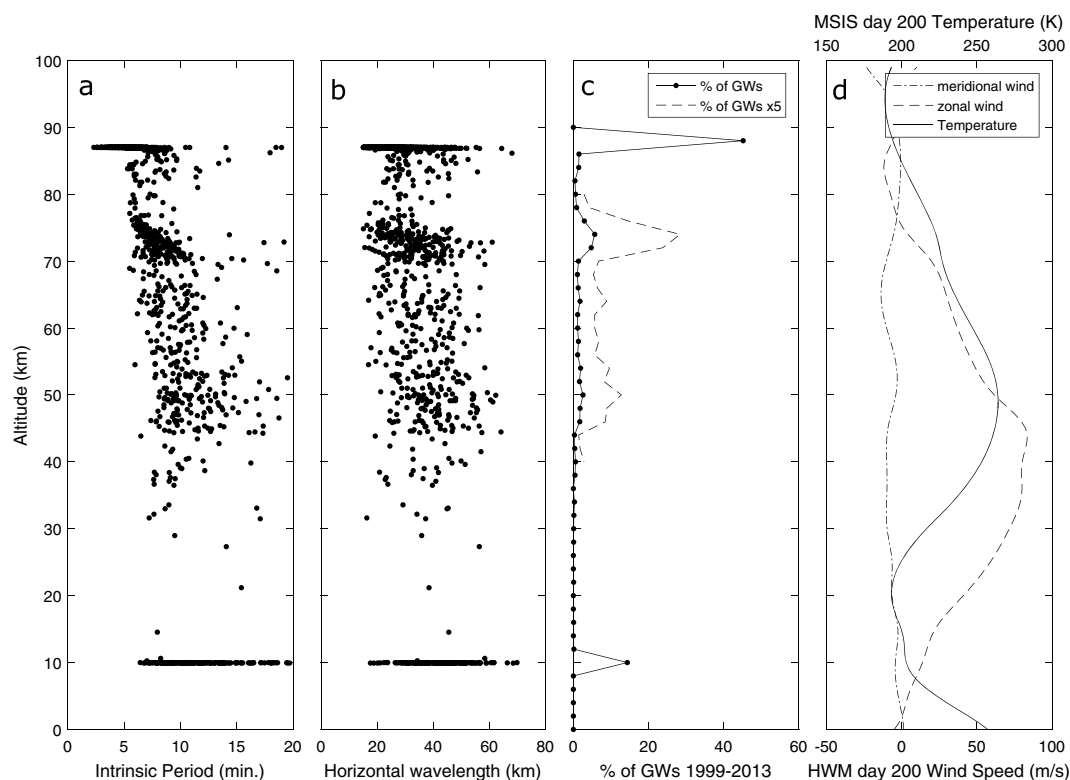 MSIS day 200 Temperature (K)
150 200 250 300
100
90
80
70
60
50
40
30
20
10
0
Altitude (km)
a
b
c
% of GWs
% of GWs x5
d
meridional wind
zonal wind
Temperature
0 5 10 15 20
0 20 40 60 80
0 20 40 60
-50 0 50 100
Intrinsic Period (min.)
Horizontal wavelength (km)
% of GWs 1999-2013
HWM day 200 Wind Speed (m/s)